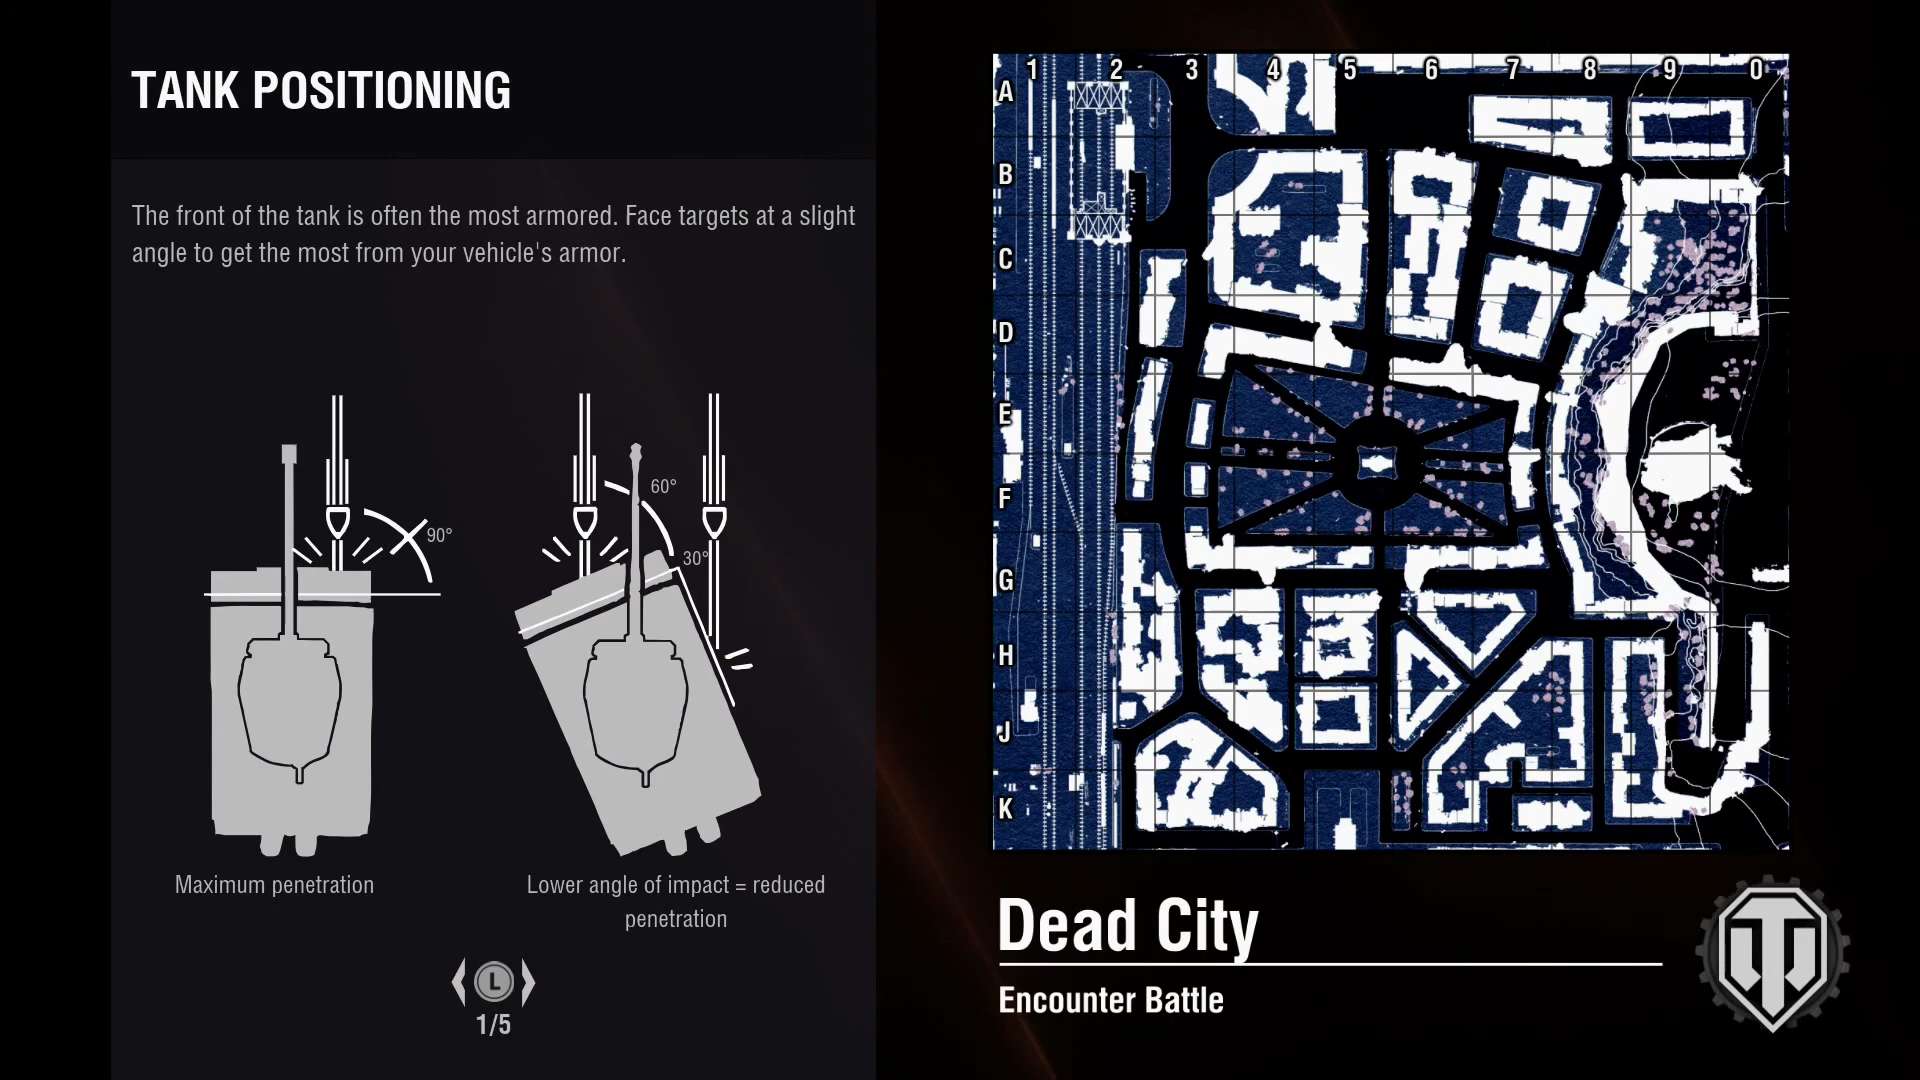 TANK POSITIONING
The front of the tank is often the most armored. Face targets at a slight
angle to get the most from your vehicle's armor.
90°
60°
30°
Maximum penetration
Lower angle of impact = reduced
penetration
L
1/5
1 2 3 4 5 6 7 8 9 0
A
B
C
D
E
F
G
H
J
K
Dead City
Encounter Battle